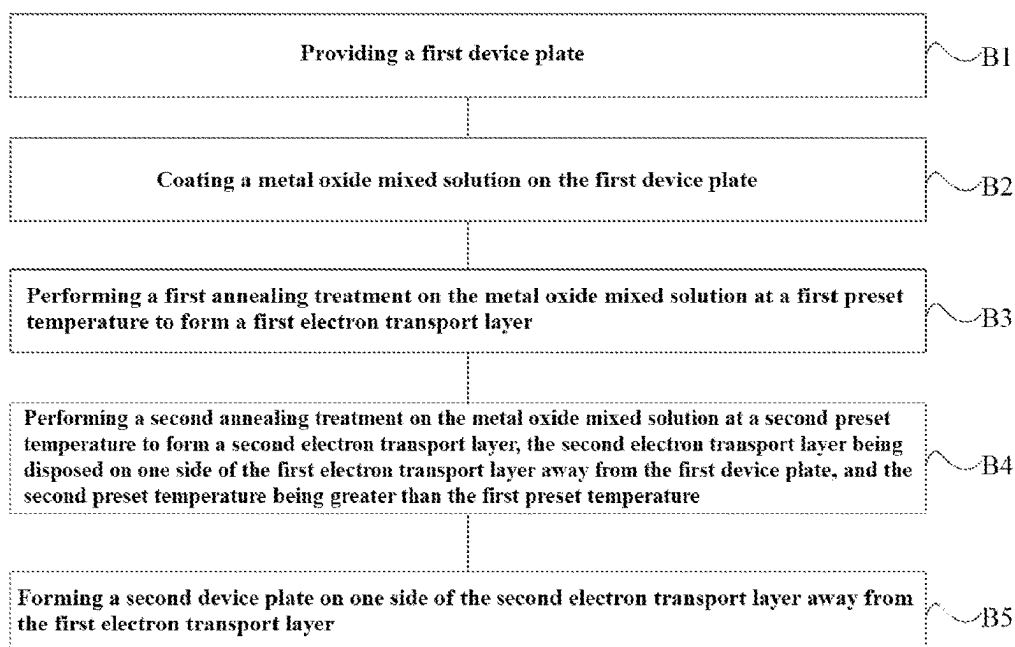 Providing a first device plate
B1
Coating a metal oxide mixed solution on the first device plate
B2
Performing a first annealing treatment on the metal oxide mixed solution at a first preset
temperature to form a first electron transport layer
B3
Performing a second annealing treatment on the metal oxide mixed solution at a second preset
temperature to form a second electron transport layer, the second electron transport layer being
disposed on one side of the first electron transport layer away from the first device plate, and the
second preset temperature being greater than the first preset temperature
B4
Forming a second device plate on one side of the second electron transport layer away from
the first electron transport layer
B5